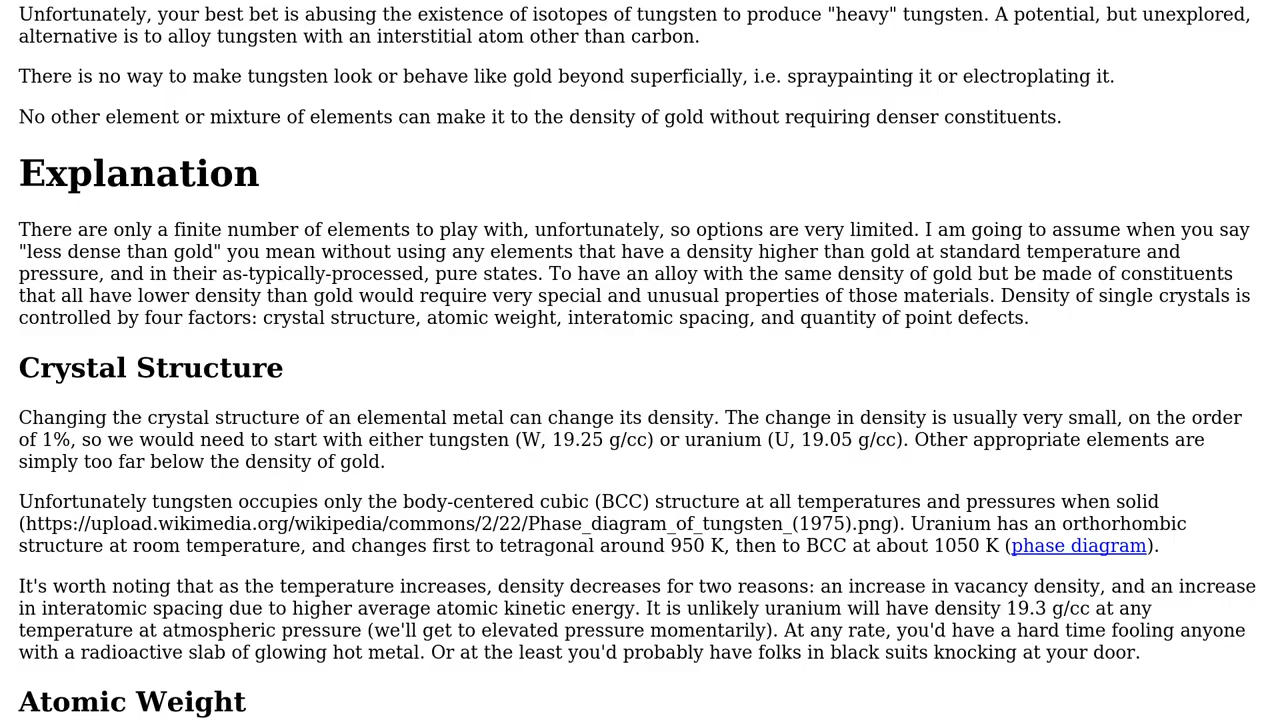 Unfortunately, your best bet is abusing the existence of isotopes of tungsten to produce "heavy" tungsten. A potential, but unexplored,
alternative is to alloy tungsten with an interstitial atom other than carbon.
There is no way to make tungsten look or behave like gold beyond superficially, i.e. spraypainting it or electroplating it.
No other element or mixture of elements can make it to the density of gold without requiring denser constituents.
Explanation
There are only a finite number of elements to play with, unfortunately, so options are very limited. I am going to assume when you say
"less dense than gold" you mean without using any elements that have a density higher than gold at standard temperature and
pressure, and in their as-typically-processed, pure states. To have an alloy with the same density of gold but be made of constituents
that all have lower density than gold would require very special and unusual properties of those materials. Density of single crystals is
controlled by four factors: crystal structure, atomic weight, interatomic spacing, and quantity of point defects.
Crystal Structure
Changing the crystal structure of an elemental metal can change its density. The change in density is usually very small, on the order
of 1%, so we would need to start with either tungsten (W, 19.25 g/cc) or uranium (U, 19.05 g/cc). Other appropriate elements are
simply too far below the density of gold.
Unfortunately tungsten occupies only the body-centered cubic (BCC) structure at all temperatures and pressures when solid
(https://upload.wikimedia.org/wikipedia/commons/2/22/Phase_diagram_of_tungsten_(1975).png). Uranium has an orthorhombic
structure at room temperature, and changes first to tetragonal around 950 K, then to BCC at about 1050 K (phase diagram).
It's worth noting that as the temperature increases, density decreases for two reasons: an increase in vacancy density, and an increase
in interatomic spacing due to higher average atomic kinetic energy. It is unlikely uranium will have density 19.3 g/cc at any
temperature at atmospheric pressure (we'll get to elevated pressure momentarily). At any rate, you'd have a hard time fooling anyone
with a radioactive slab of glowing hot metal. Or at the least you'd probably have folks in black suits knocking at your door.
Atomic Weight